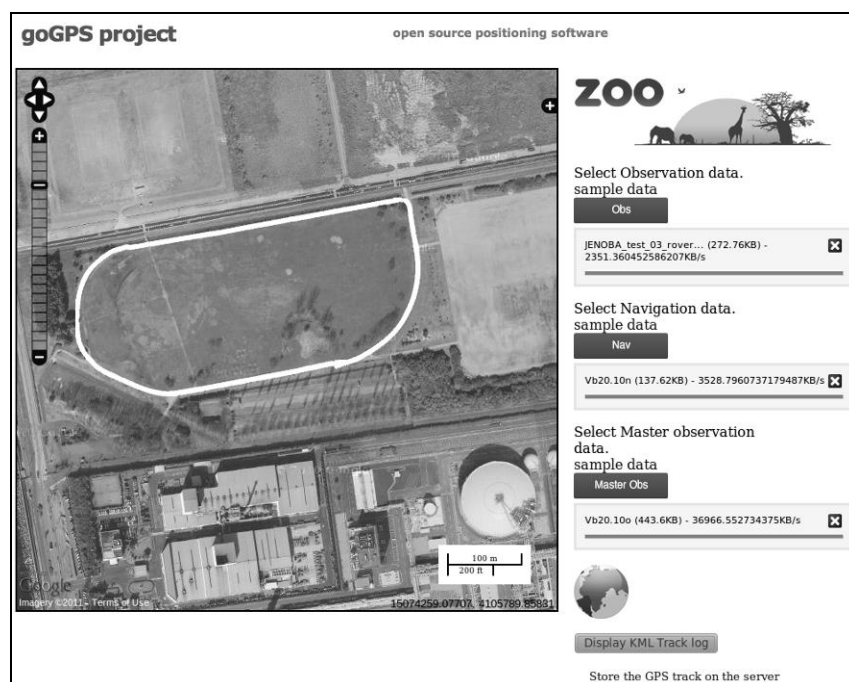 goGPS project
open source positioning software
ZOO
Select Observation data.
sample data
Obs
JENOBA_test_03_rover... (272.76KB) -
2351.360452586207KB/s
Select Navigation data.
sample data
Nav
Vb20.10n (137.62KB) - 3528.7960737179487KB/s
Select Master observation
data.
sample data
Master Obs
Vb20.10o (443.6KB) - 36966.552734375KB/s
100 m
200 ft
Google
Imagery ©2011 - Terms of Use
15074259.07707, 4105789.85831
Display KML Track log
Store the GPS track on the server